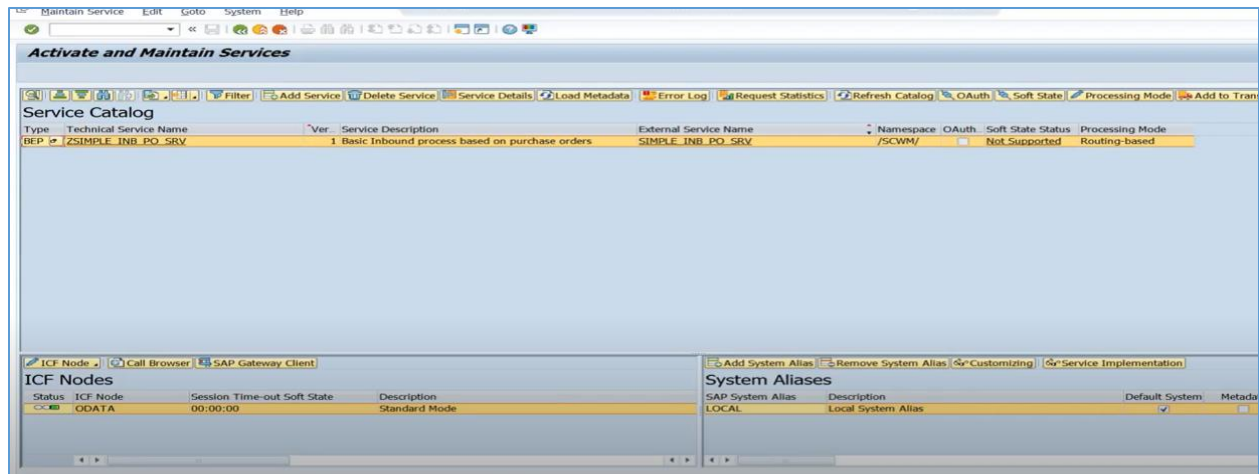 Maintain Service Edit Goto System Help
Activate and Maintain Services
Filter Add Service Delete Service Service Details Load Metadata Error Log Request Statistics Refresh Catalog OAuth Soft State Processing Mode Add to Tran
Service Catalog
Type Technical Service Name Ver... Service Description External Service Name Namespace OAuth Soft State Status Processing Mode
BEP ZSIMPLE_INB_PO_SRV 1 Basic Inbound process based on purchase orders SIMPLE_INB_PO_SRV /SCWM/ Not Supported Routing-based
ICF Node Call Browser SAP Gateway Client
ICF Nodes
Status ICF Node Session Time-out Soft State Description
ODATA 00:00:00 Standard Mode
Add System Alias Remove System Alias Customizing Service Implementation
System Aliases
SAP System Alias Description Default System Metada
LOCAL Local System Alias